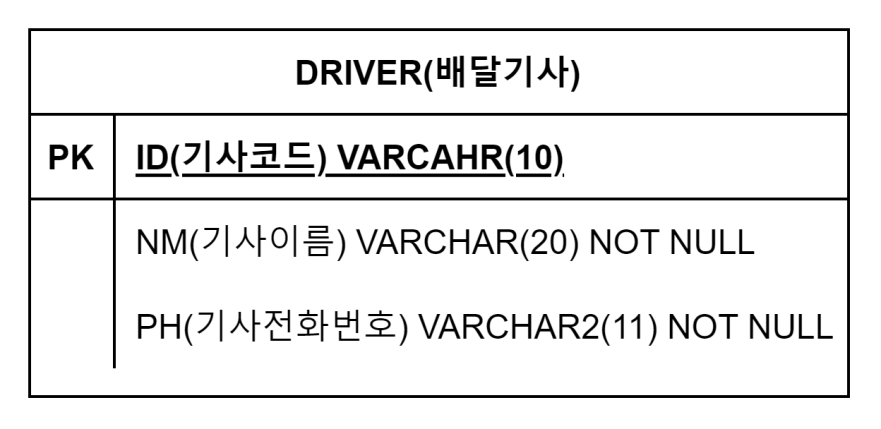 DRIVER(배달기사)
PK ID(기사코드) VARCAHR(10)
NM(기사이름) VARCHAR(20) NOT NULL
PH(기사전화번호) VARCHAR2(11) NOT NULL